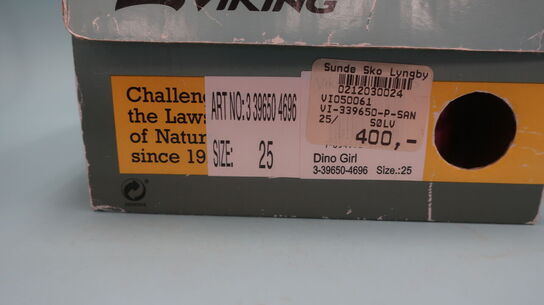 VIKING
Challen
the Laws
of Natur
since 19
ART NO: 3 39650 4696
SIZE: 25
Sunde Sko Lyngby
0212030024
VI050061
VI-339650-P-SAN
25/ SØLV
400,-
Dino Girl
3-39650-4696 Size.:25